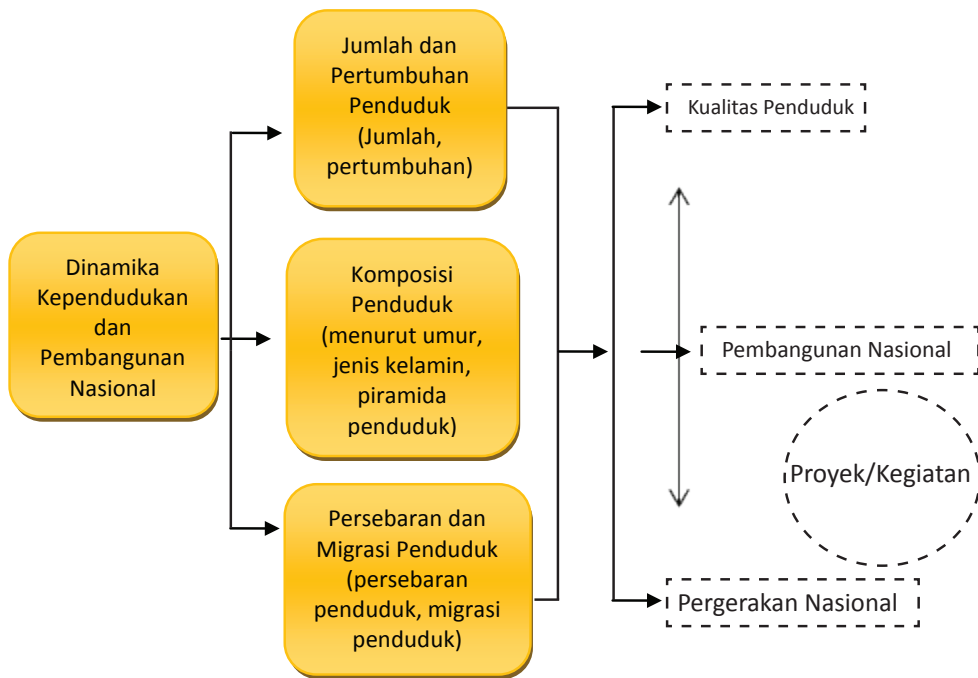 Dinamika
Kependudukan
dan
Pembangunan
Nasional
Jumlah dan
Pertumbuhan
Penduduk
(Jumlah,
pertumbuhan)
Komposisi
Penduduk
(menurut umur,
jenis kelamin,
piramida
penduduk)
Persebaran dan
Migrasi Penduduk
(persebaran
penduduk, migrasi
penduduk)
Kualitas Penduduk
Pembangunan Nasional
Proyek/Kegiatan
Pergerakan Nasional